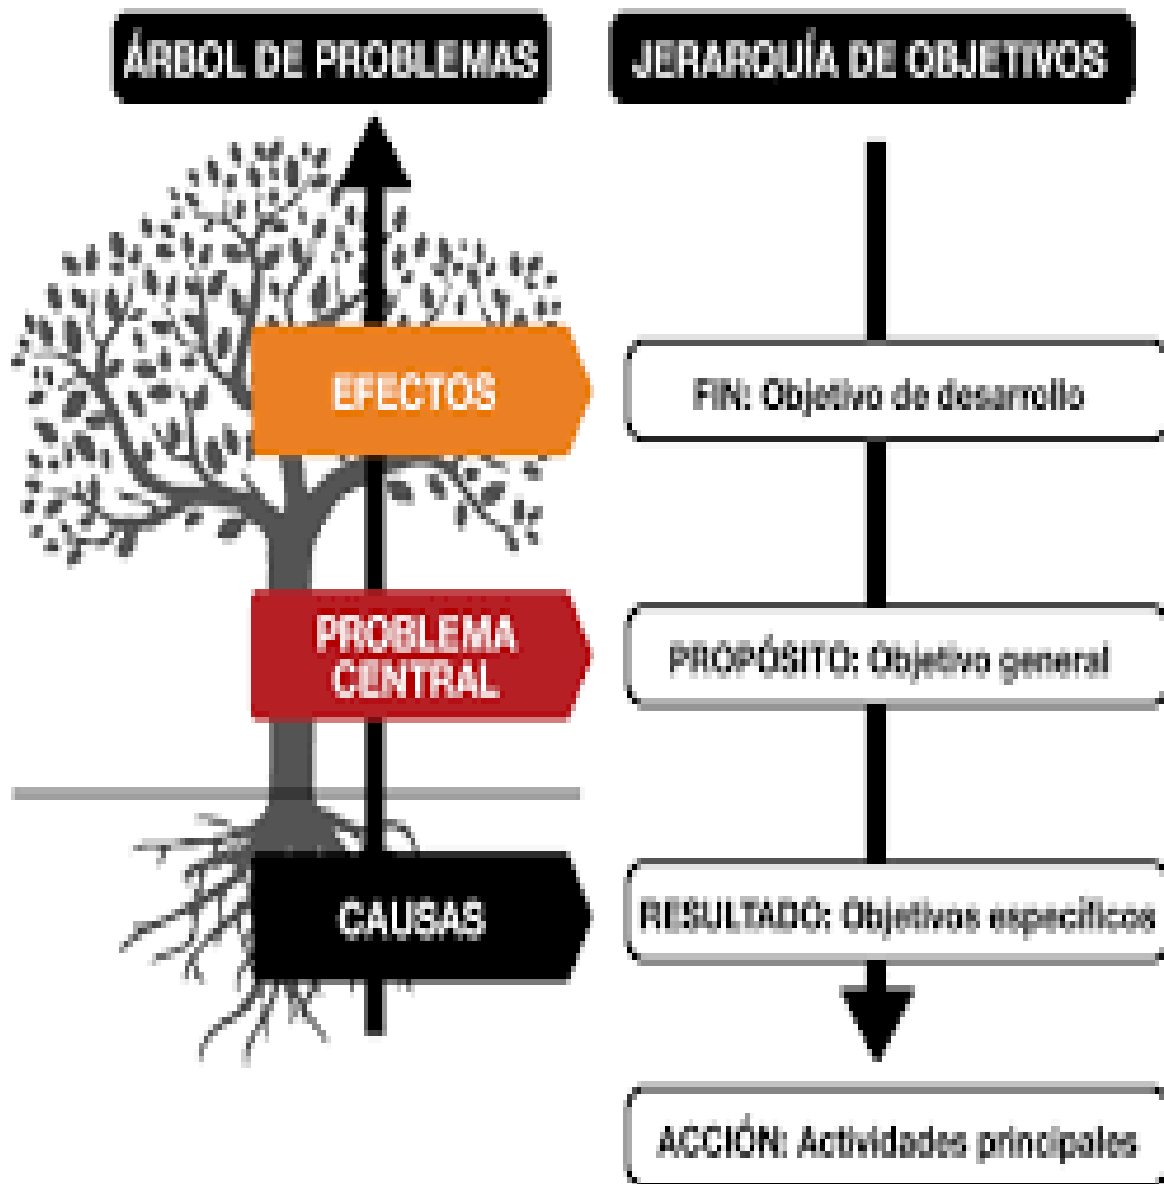 ÁRBOL DE PROBLEMAS
JERARQUÍA DE OBJETIVOS
EFECTOS
FIN: Objetivo de desarrollo
PROBLEMA
CENTRAL
PROPÓSITO: Objetivo general
CAUSAS
RESULTADO: Objetivos específicos
ACCIÓN: Actividades principales